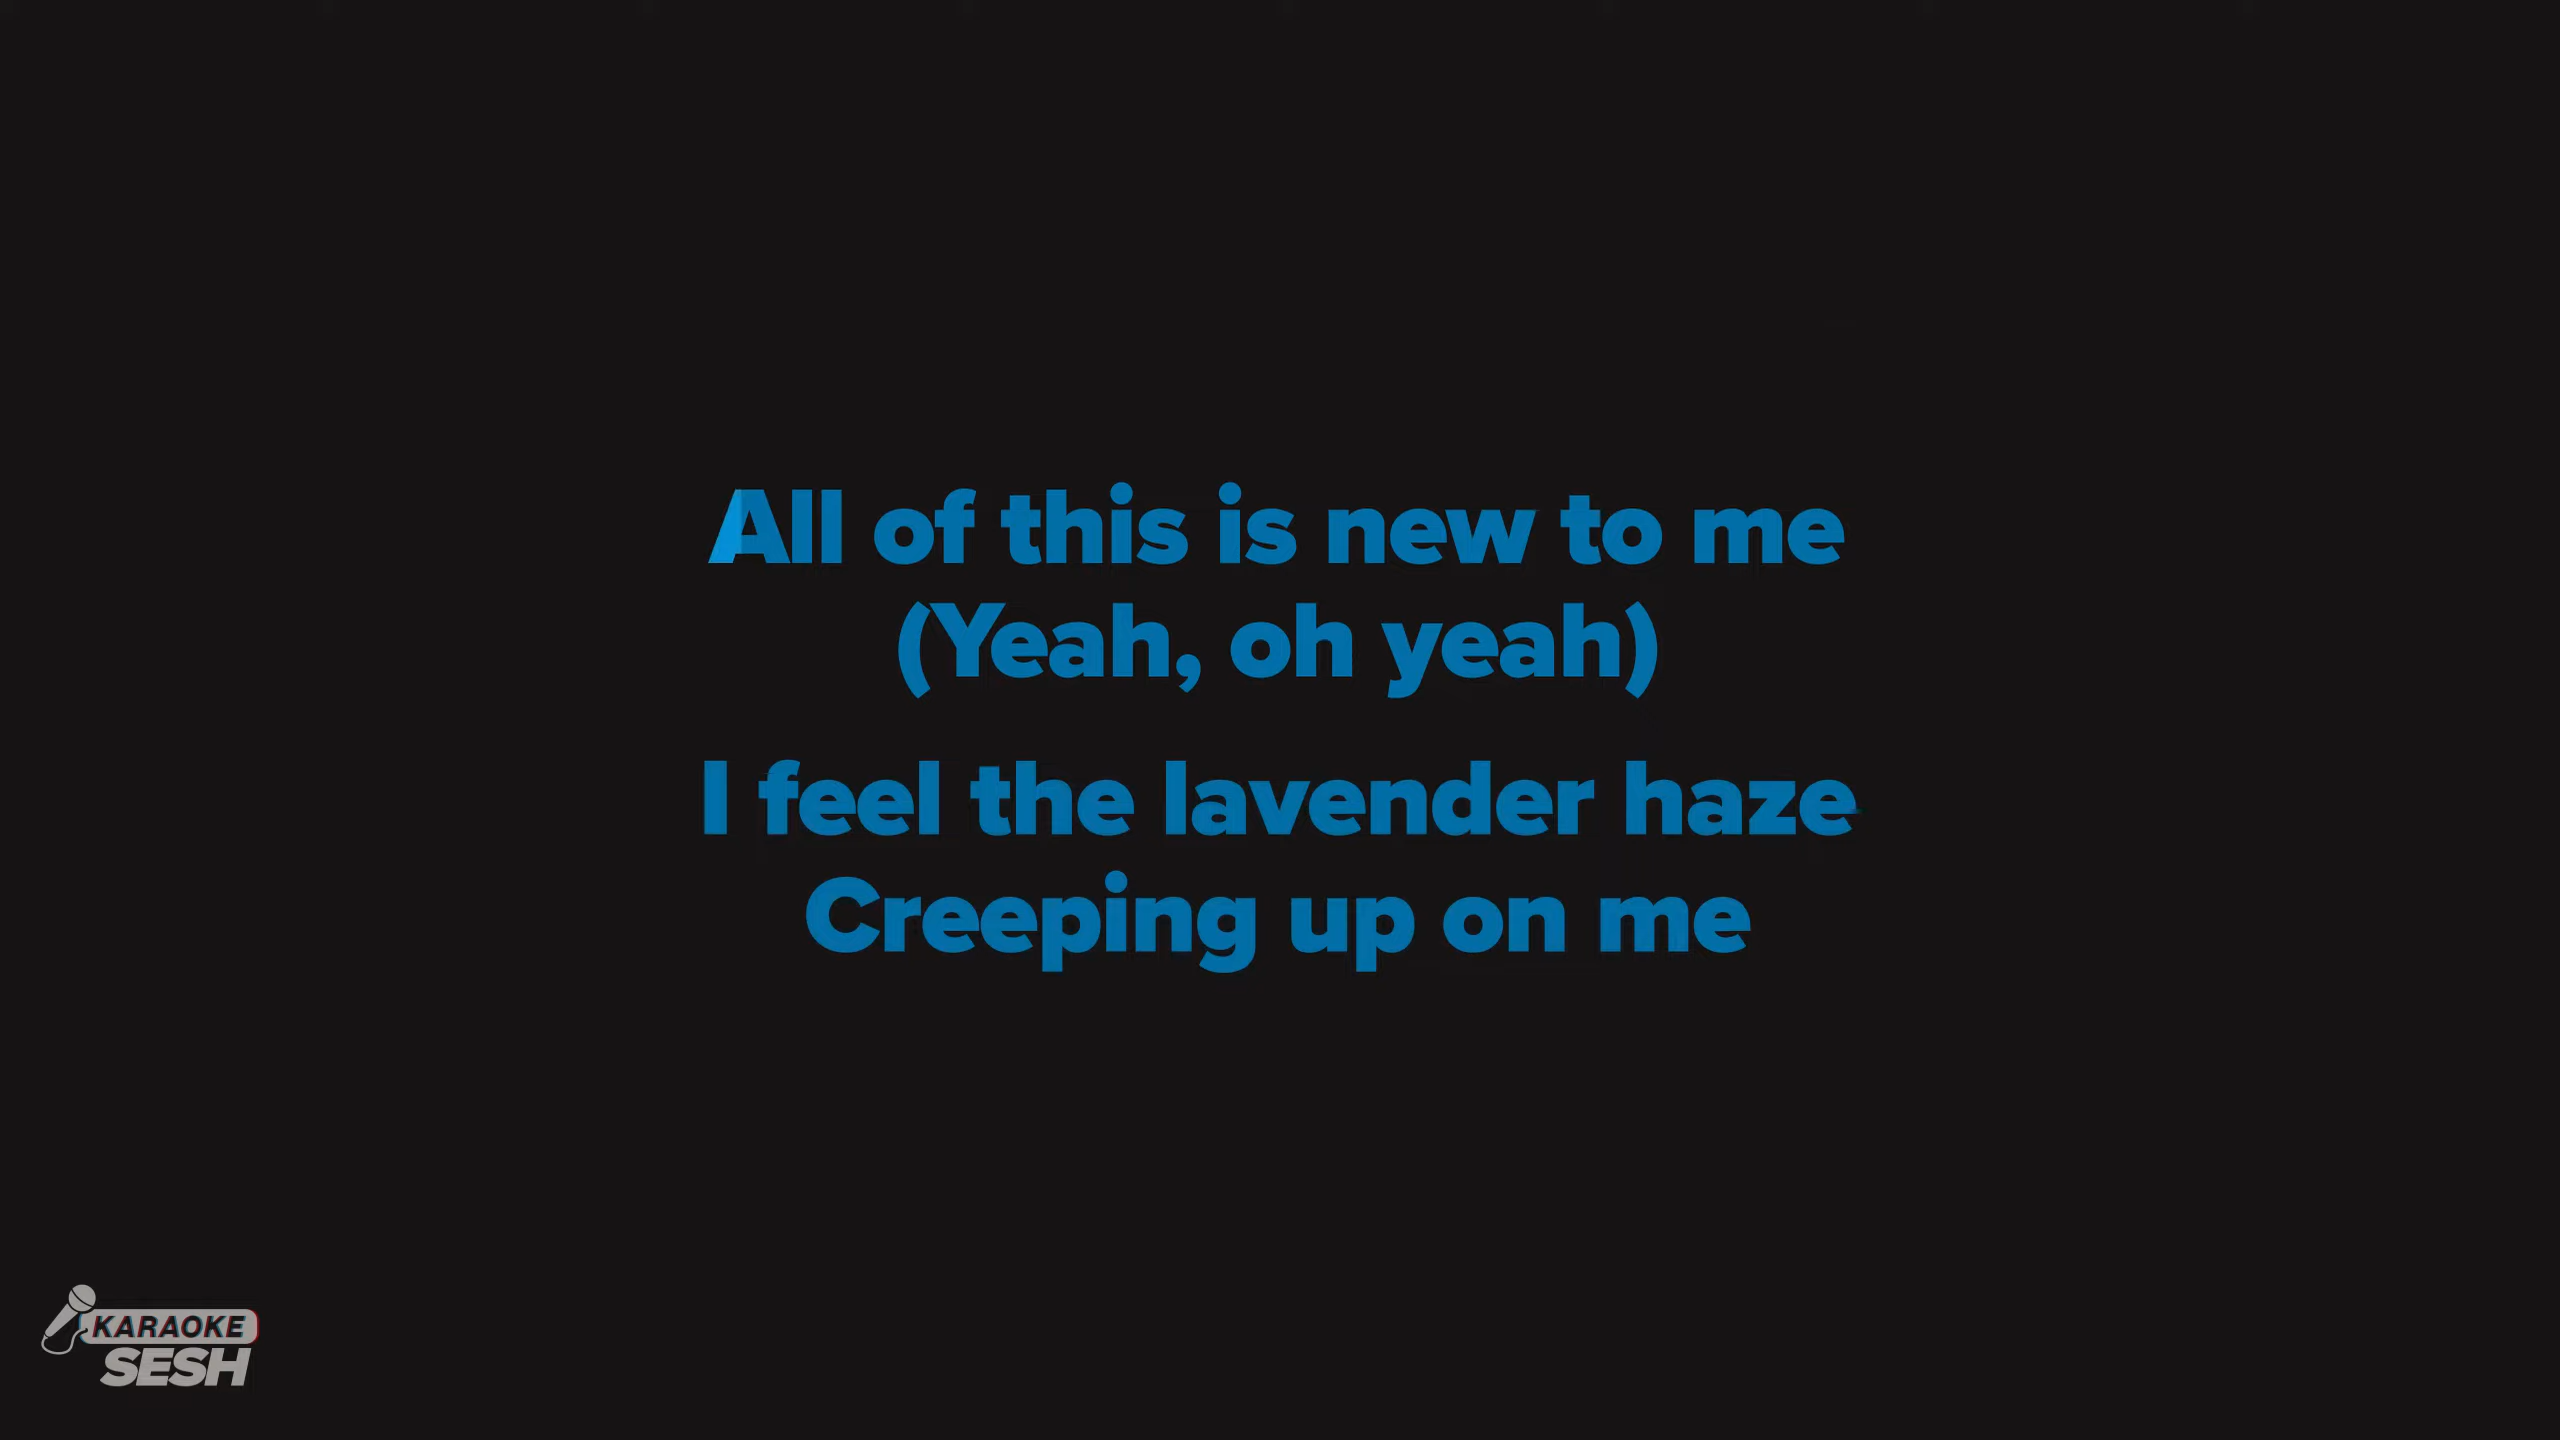 All of this is new to me
(Yeah, oh yeah)
I feel the lavender haze
Creeping up on me
KARAOKE
SESH